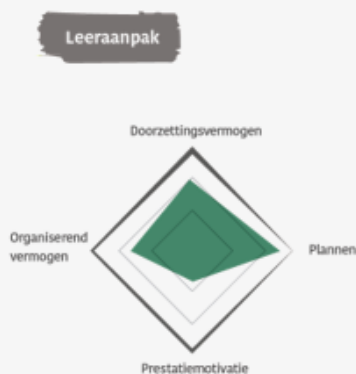 Leeraanpak
Doorzettingsvermogen
Organiserend
vermogen
Plannen
Prestatiemotivatie